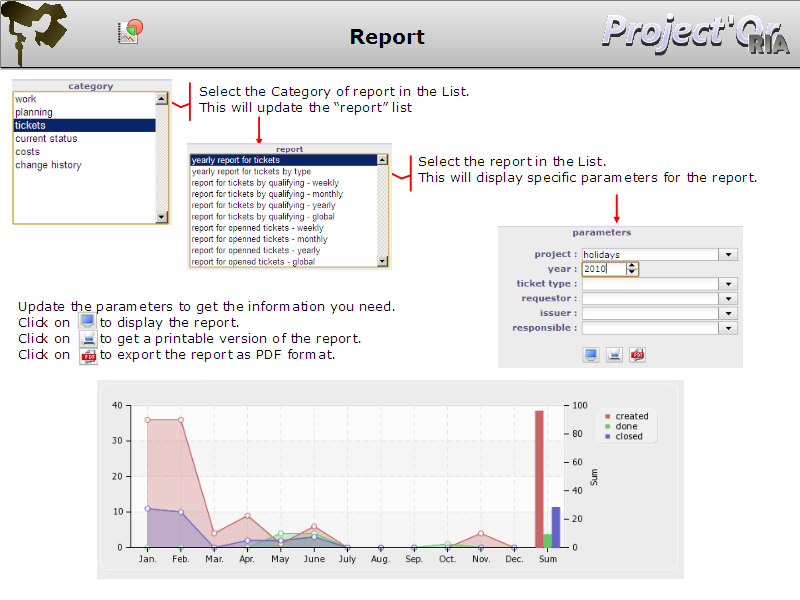 Report
Project'Or
RIA
category
work
planning
tickets
current status
costs
change history
Select the Category of report in the List.
This will update the “report” list
report
yearly report for tickets
yearly report for tickets by type
report for tickets by qualifying - weekly
report for tickets by qualifying - monthly
report for tickets by qualifying - yearly
report for tickets by qualifying - global
report for openned tickets - weekly
report for openned tickets - monthly
report for openned tickets - yearly
report for opened tickets - global
Select the report in the List.
This will display specific parameters for the report.
parameters
project : holidays
year : 2010
ticket type :
requestor :
issuer :
responsible :
PDF
Update the parameters to get the information you need.
Click on to display the report.
Click on to get a printable version of the report.
Click on PDF to export the report as PDF format.
40
30
20
10
0
100
80
60
40
20
0
Sum
created
done
closed
Jan. Feb. Mar. Apr. May June July Aug. Sep. Oct. Nov. Dec. Sum